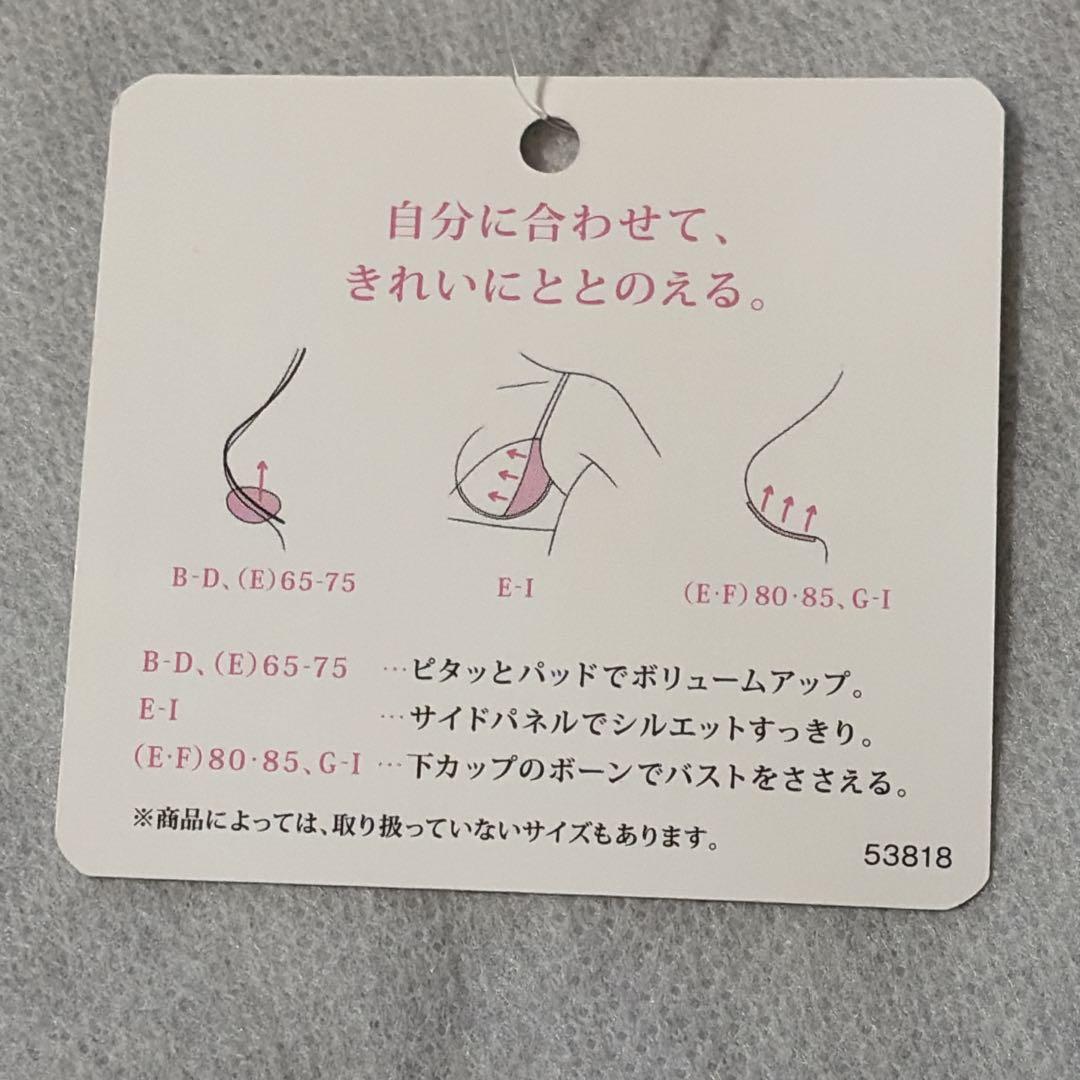 自分に合わせて、
きれいにととのえる。
B-D、(E)65-75
E-I
(E·F)80·85、G-I
B-D、(E)65-75 …ピタッとパッドでボリュームアップ。
E-I …サイドパネルでシルエットすっきり。
(E·F)80·85、G-I …下カップのボーンでバストをささえる。
※商品によっては、取り扱っていないサイズもあります。
53818